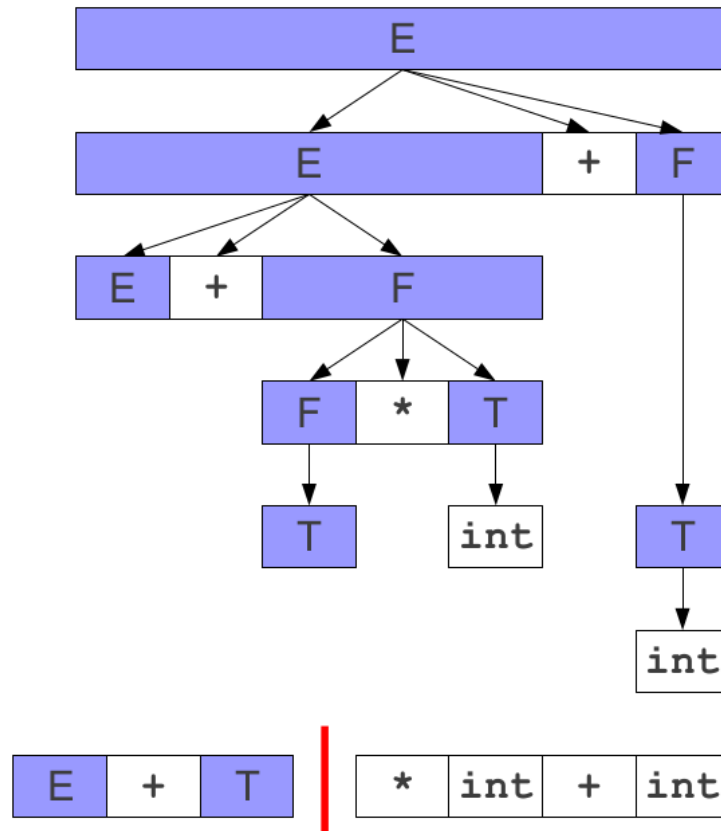 E
E + F
E + F
F * T
T int T
int
E + T * int + int